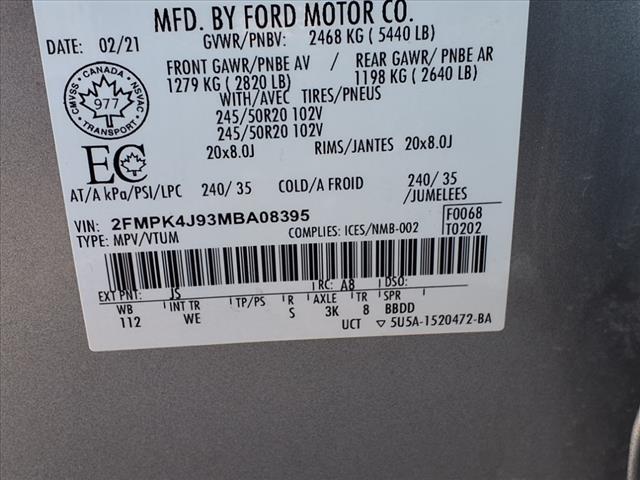 MFD. BY FORD MOTOR CO.
DATE: 02/21 GVWR/PNBV: 2468 KG ( 5440 LB)
FRONT GAWR/PNBE AV / REAR GAWR/ PNBE AR
1279 KG ( 2820 LB) 1198 KG ( 2640 LB)
WITH/AVEC TIRES/PNEUS
245/50R20 102V
245/50R20 102V
20x8.0J RIMS/JANTES 20x8.0J
CMVSS CANADA NSVAC
977
TRANSPORT
EC
AT/A kPa/PSI/LPC 240/ 35 COLD/A FROID 240/ 35
/JUMELEES
VIN: 2FMPK4J93MBA08395 F0068
TYPE: MPV/VTUM COMPLIES: ICES/NMB-002 T0202
EXT PNT: JS RC: A8 DSO:
WB INT TR TP/PS R AXLE TR SPR
112 WE S 3K 8 BBDD
UCT ▽ 5U5A-1520472-BA